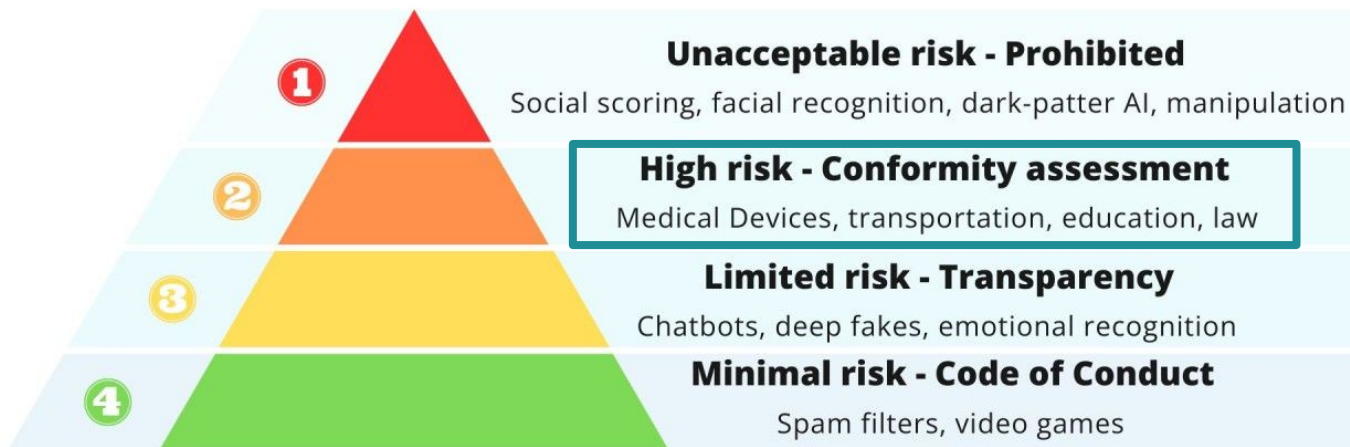 1
Unacceptable risk - Prohibited
Social scoring, facial recognition, dark-patter AI, manipulation
2
High risk - Conformity assessment
Medical Devices, transportation, education, law
3
Limited risk - Transparency
Chatbots, deep fakes, emotional recognition
4
Minimal risk - Code of Conduct
Spam filters, video games